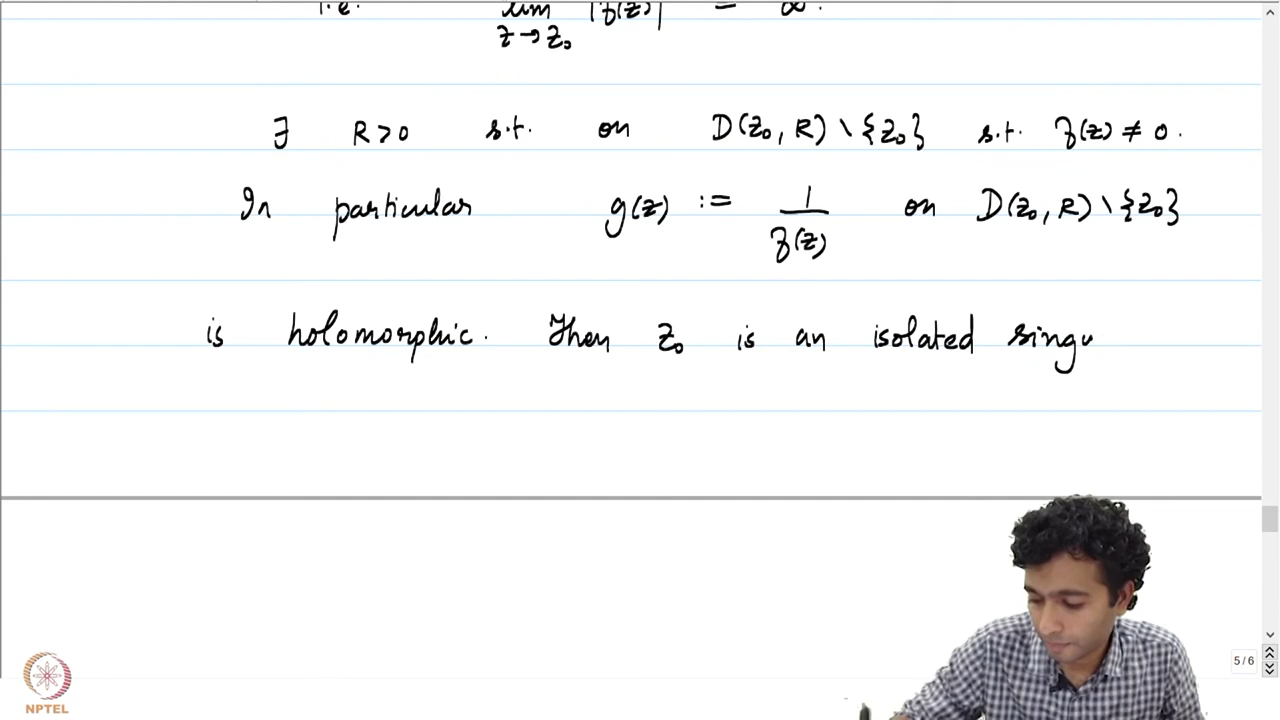 i.e. lim |f(z)| = ∞.
z→z₀
∃ R>0 s.t. on D(z₀, R) \ {z₀} s.t. f(z) ≠ 0.
In particular g(z) := 1/f(z) on D(z₀, R) \ {z₀}
is holomorphic. Then z₀ is an isolated singu
5 / 6
NPTEL